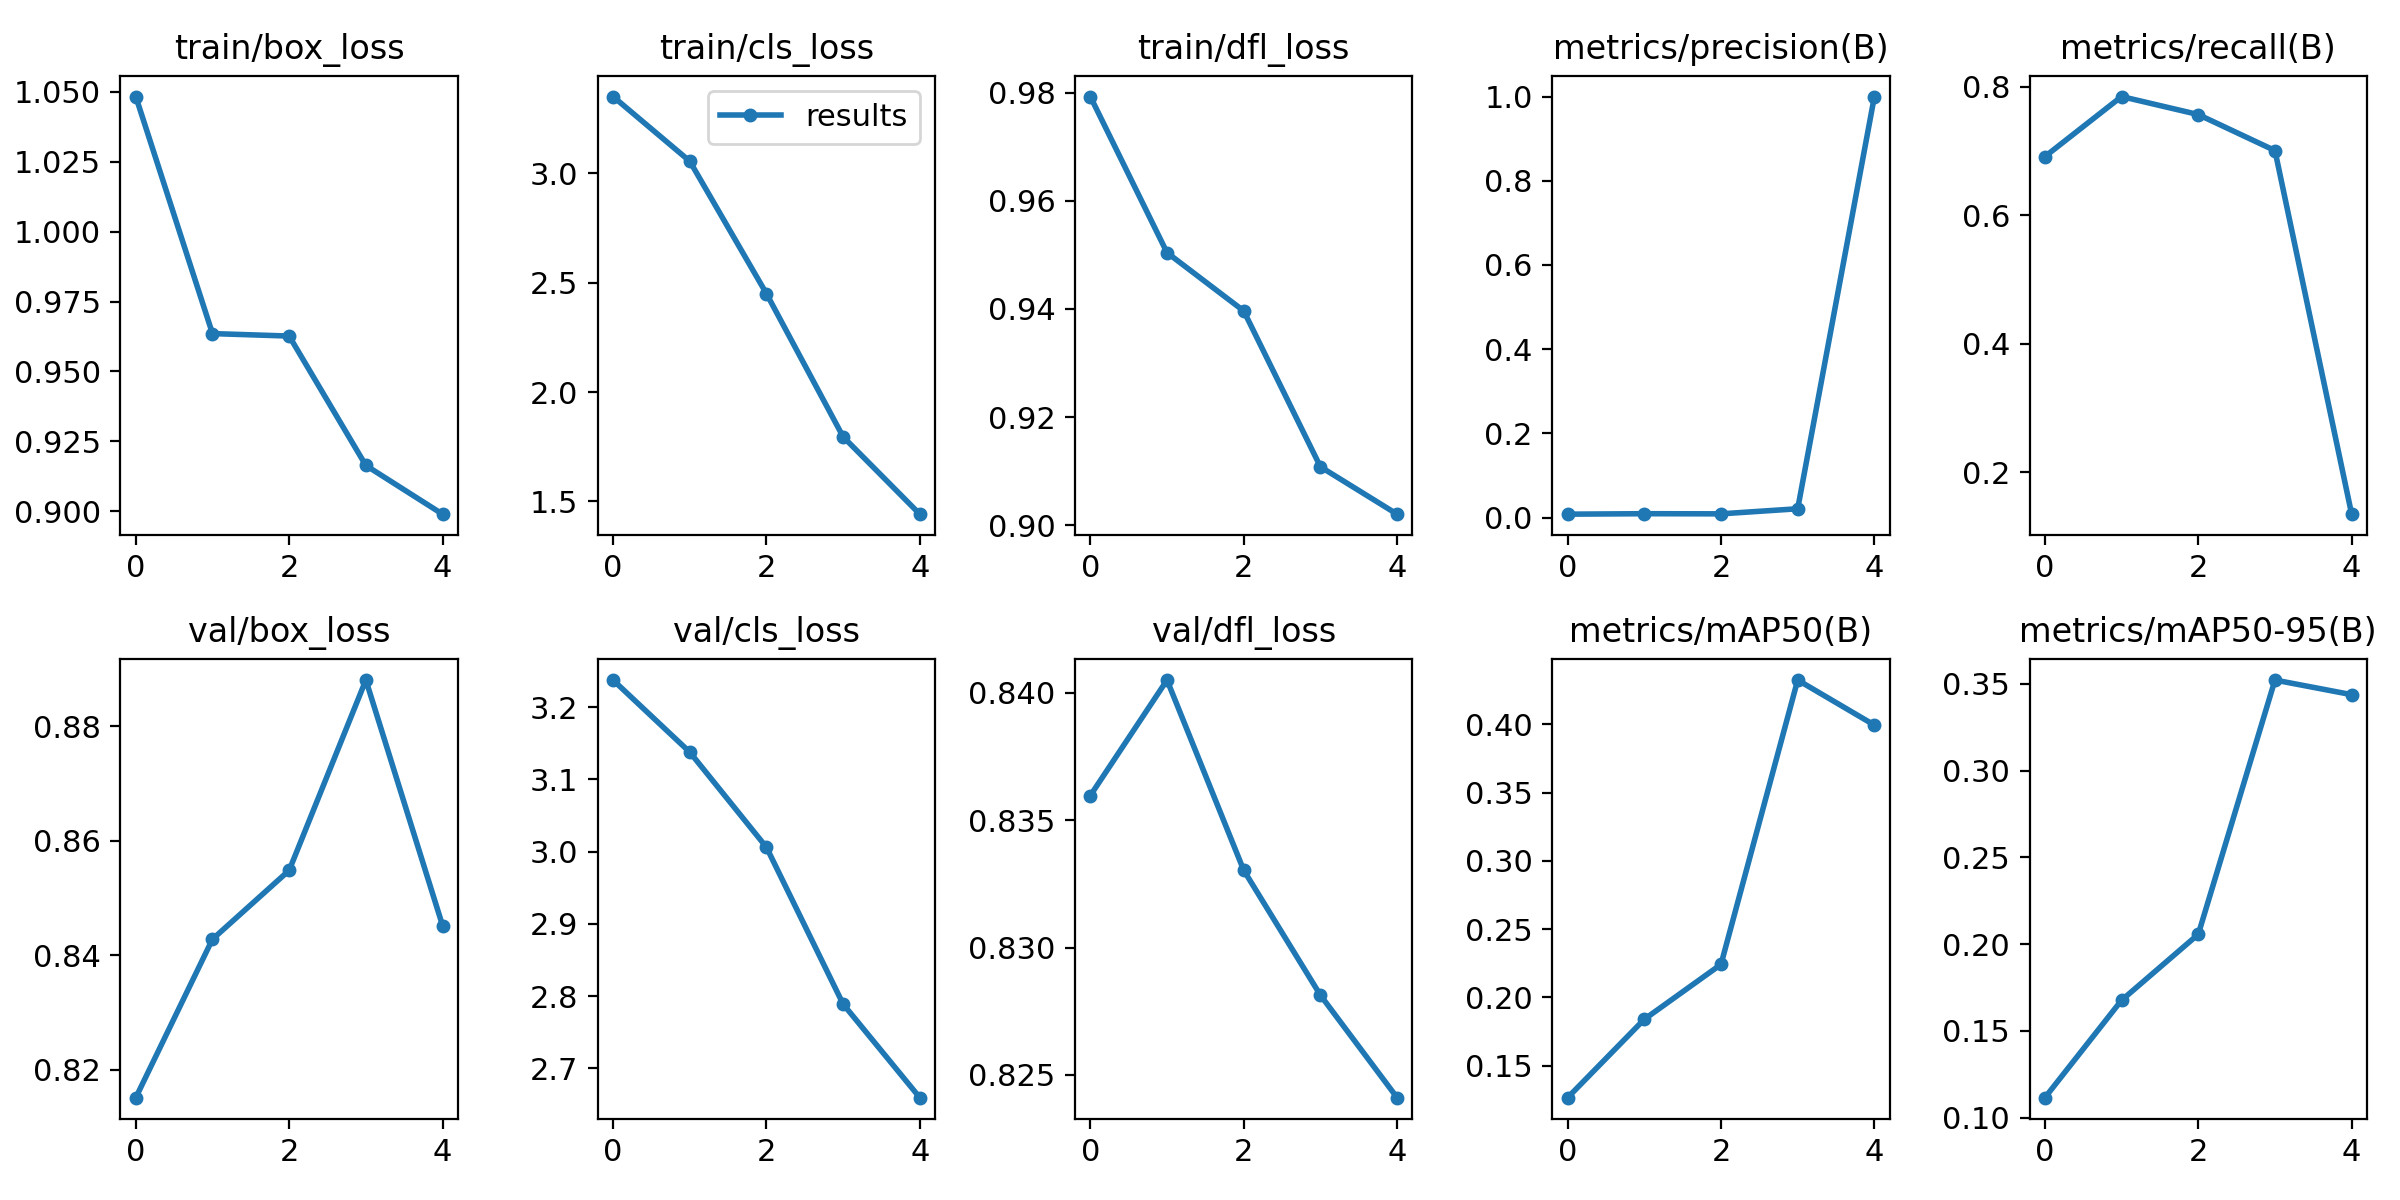 train/box_loss
1.050
1.025
1.000
0.975
0.950
0.925
0.900
0 2 4
train/cls_loss
results
3.0
2.5
2.0
1.5
0 2 4
train/dfl_loss
0.98
0.96
0.94
0.92
0.90
0 2 4
metrics/precision(B)
1.0
0.8
0.6
0.4
0.2
0.0
0 2 4
metrics/recall(B)
0.8
0.6
0.4
0.2
0 2 4
val/box_loss
0.88
0.86
0.84
0.82
0 2 4
val/cls_loss
3.2
3.1
3.0
2.9
2.8
2.7
0 2 4
val/dfl_loss
0.840
0.835
0.830
0.825
0 2 4
metrics/mAP50(B)
0.40
0.35
0.30
0.25
0.20
0.15
0 2 4
metrics/mAP50-95(B)
0.35
0.30
0.25
0.20
0.15
0.10
0 2 4